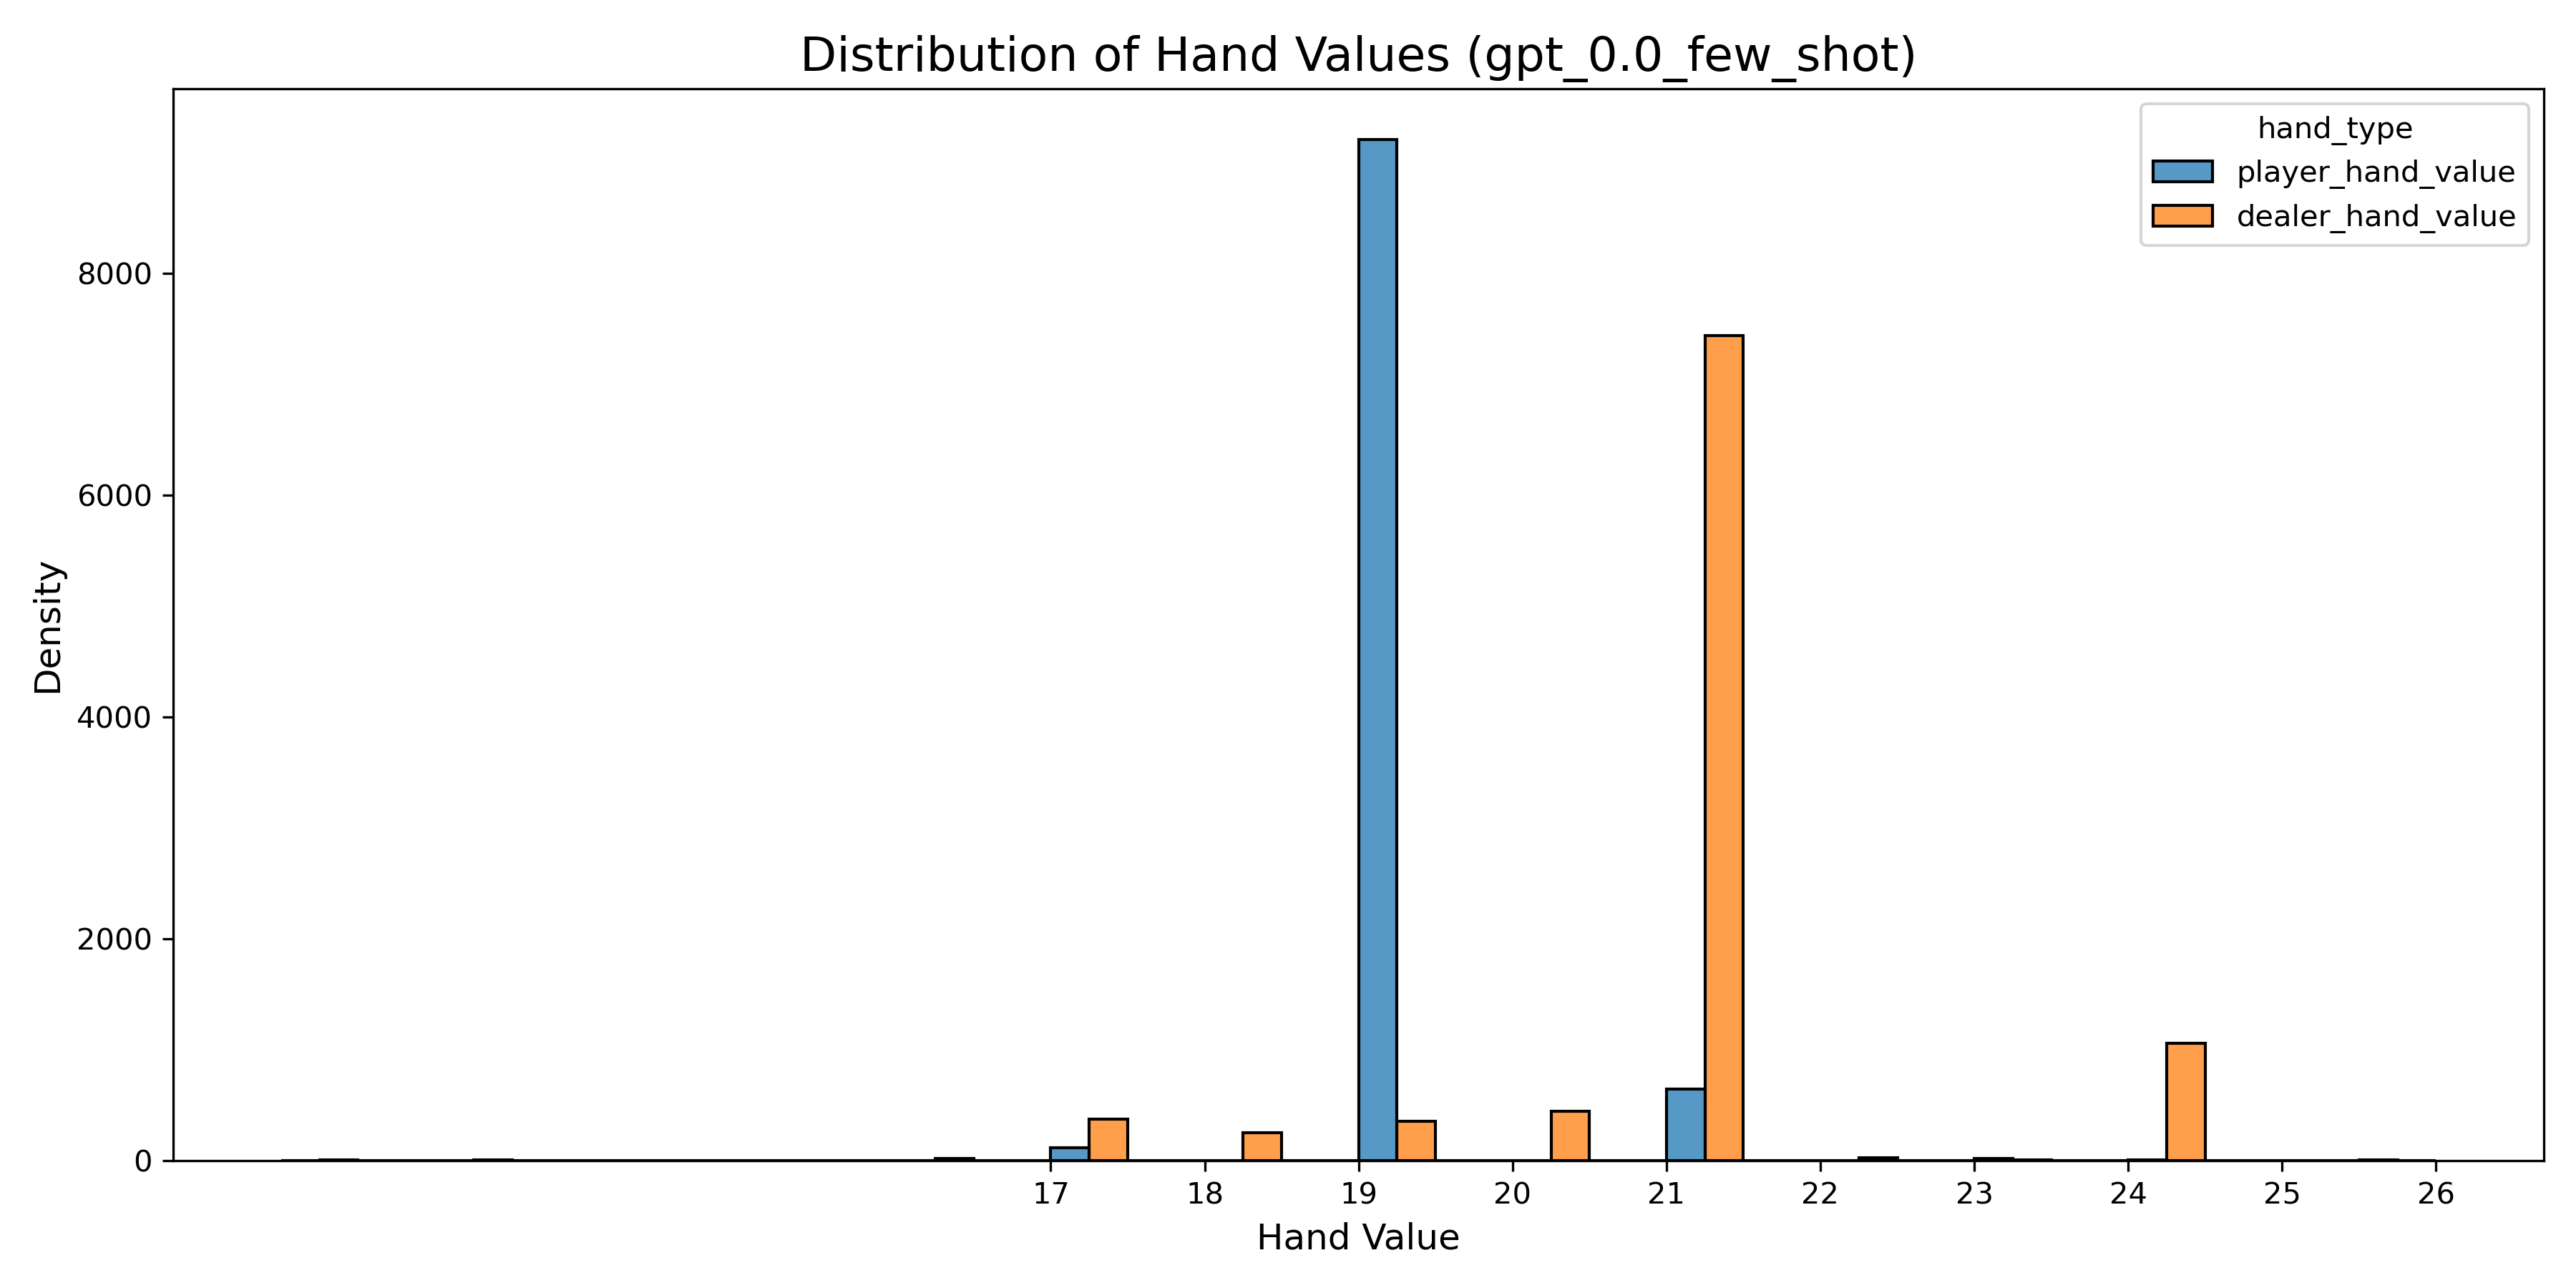 Distribution of Hand Values (gpt_0.0_few_shot)
hand_type
player_hand_value
dealer_hand_value
Density
8000
6000
4000
2000
0
17 18 19 20 21 22 23 24 25 26
Hand Value